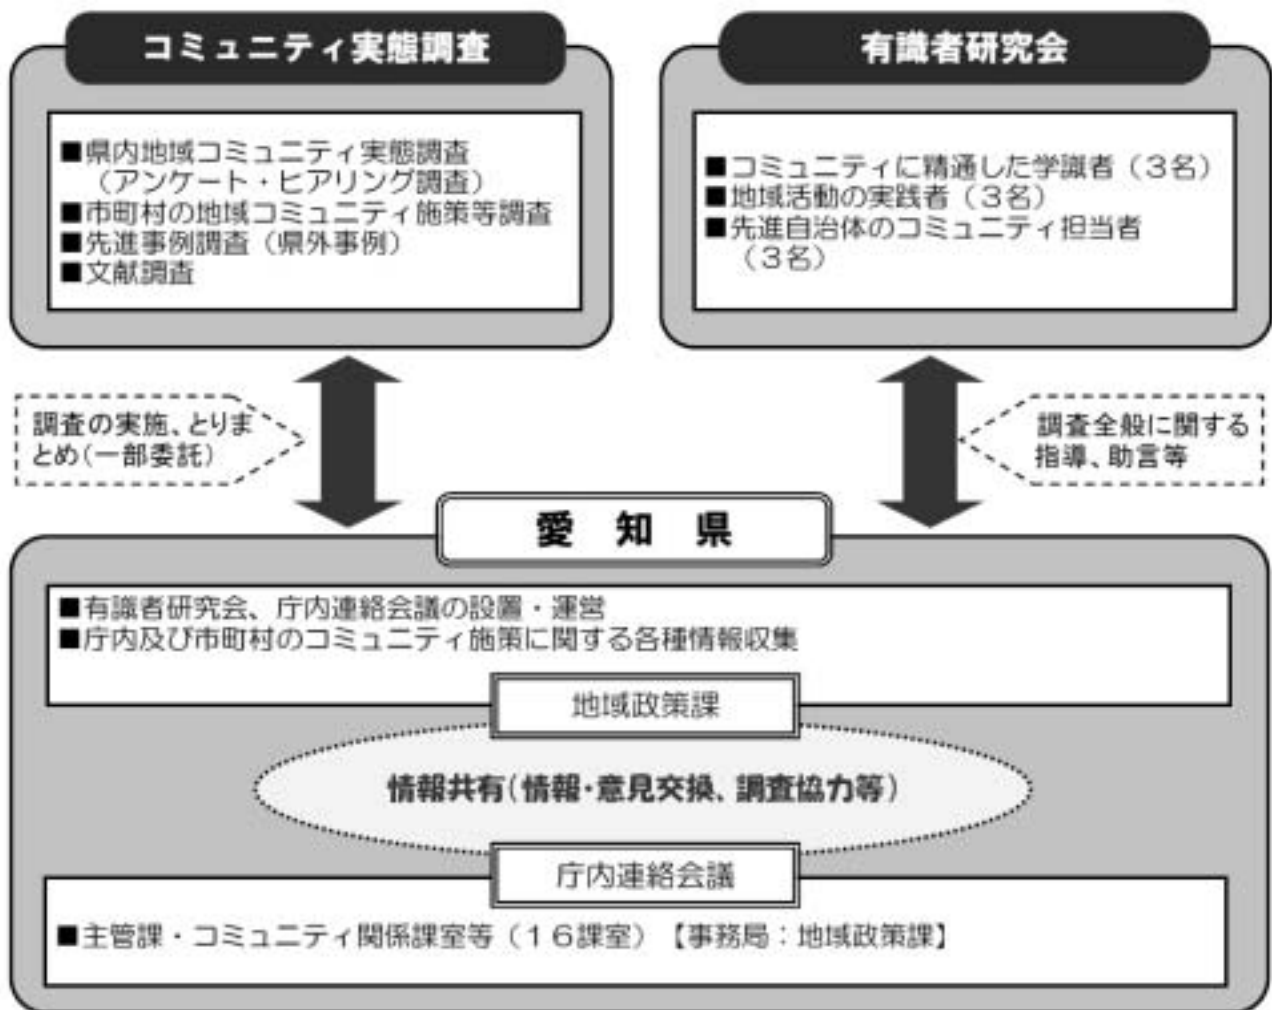 コミュニティ実態調査
■県内地域コミュニティ実態調査
（アンケート・ヒアリング調査）
■市町村の地域コミュニティ施策等調査
■先進事例調査（県外事例）
■文献調査
有識者研究会
■コミュニティに精通した学識者（３名）
■地域活動の実践者（３名）
■先進自治体のコミュニティ担当者
（３名）
調査の実施、とりま
とめ（一部委託）
調査全般に関する
指導、助言等
愛　知　県
■有識者研究会、庁内連絡会議の設置・運営
■庁内及び市町村のコミュニティ施策に関する各種情報収集
地域政策課
情報共有（情報・意見交換、調査協力等）
庁内連絡会議
■主管課・コミュニティ関係課室等（１６課室）【事務局：地域政策課】